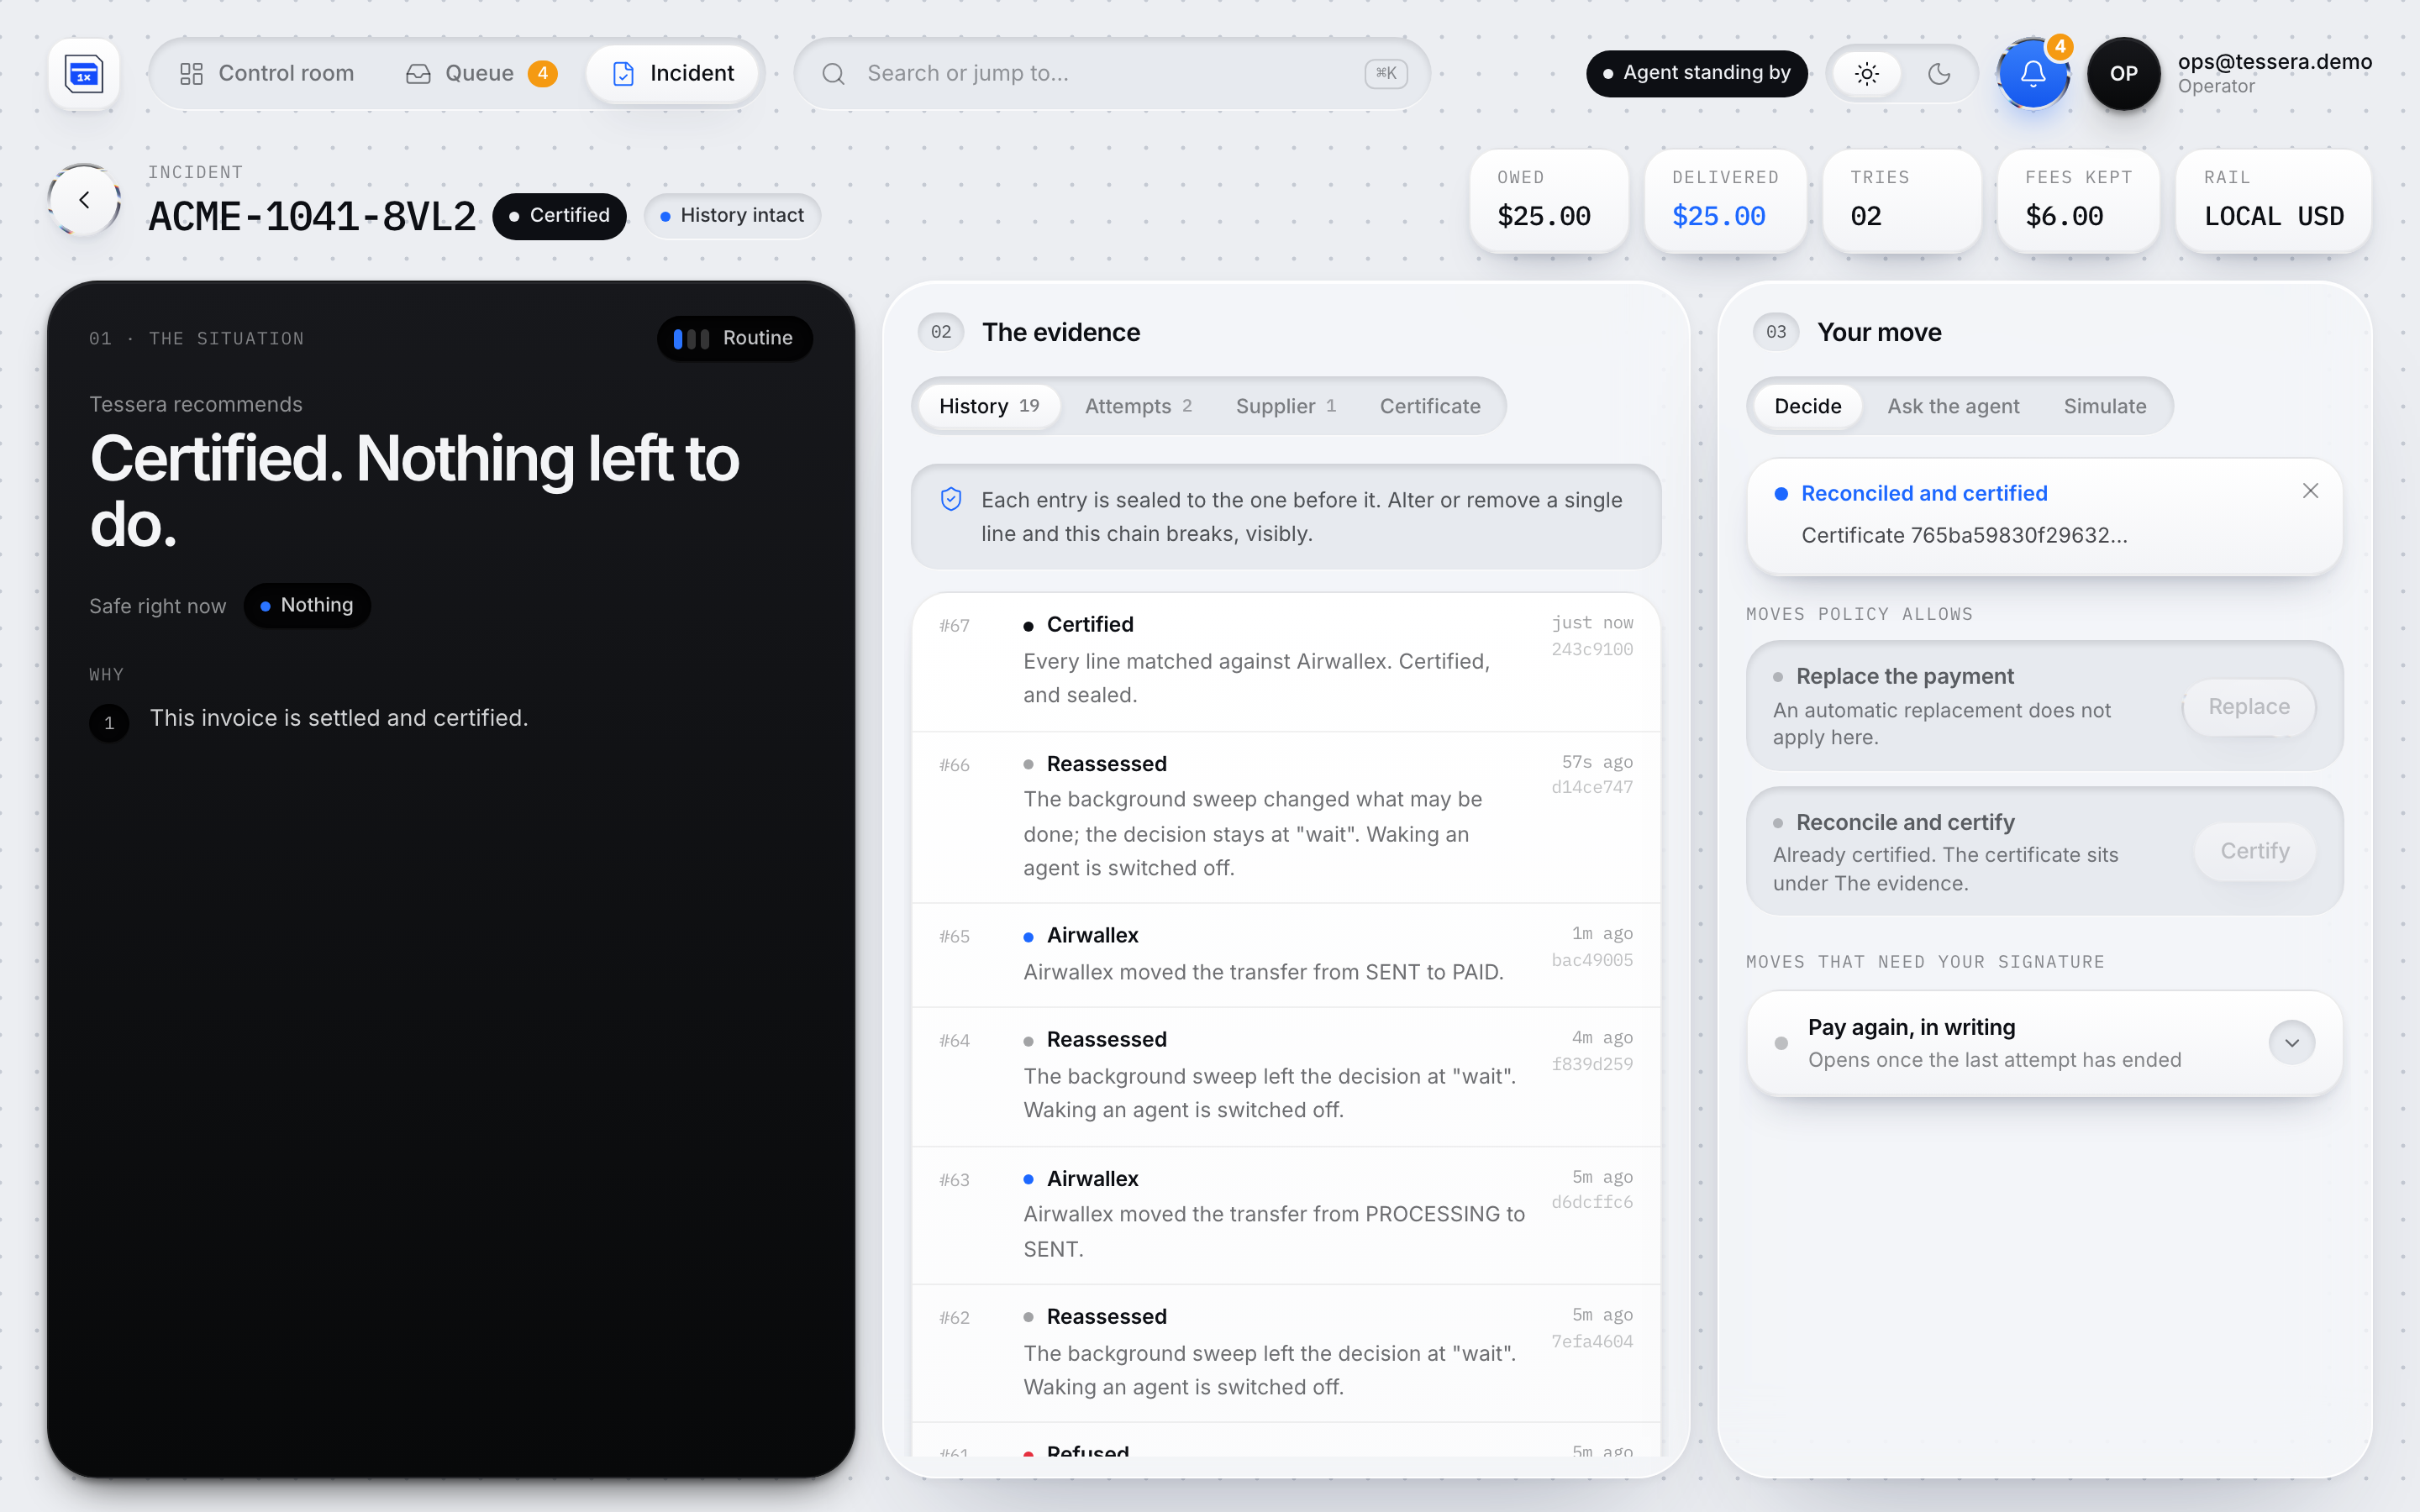 1x
Control room
Queue 4
Incident
Search or jump to...
⌘K
Agent standing by
4
OP
ops@tessera.demo
Operator
INCIDENT
ACME-1041-8VL2
Certified
History intact
OWED
$25.00
DELIVERED
$25.00
TRIES
02
FEES KEPT
$6.00
RAIL
LOCAL USD
01 · THE SITUATION
Routine
Tessera recommends
Certified. Nothing left to
do.
Safe right now
Nothing
WHY
1 This invoice is settled and certified.
02 The evidence
History 19
Attempts 2
Supplier 1
Certificate
Each entry is sealed to the one before it. Alter or remove a single
line and this chain breaks, visibly.
#67 Certified just now
243c9100
Every line matched against Airwallex. Certified,
and sealed.
#66 Reassessed 57s ago
d14ce747
The background sweep changed what may be
done; the decision stays at "wait". Waking an
agent is switched off.
#65 Airwallex 1m ago
bac49005
Airwallex moved the transfer from SENT to PAID.
#64 Reassessed 4m ago
f839d259
The background sweep left the decision at "wait".
Waking an agent is switched off.
#63 Airwallex 5m ago
d6dcffc6
Airwallex moved the transfer from PROCESSING to
SENT.
#62 Reassessed 5m ago
7efa4604
The background sweep left the decision at "wait".
Waking an agent is switched off.
#61 Refused 5m ago
03 Your move
Decide
Ask the agent
Simulate
Reconciled and certified
Certificate 765ba59830f29632...
MOVES POLICY ALLOWS
Replace the payment
An automatic replacement does not
apply here.
Replace
Reconcile and certify
Already certified. The certificate sits
under The evidence.
Certify
MOVES THAT NEED YOUR SIGNATURE
Pay again, in writing
Opens once the last attempt has ended